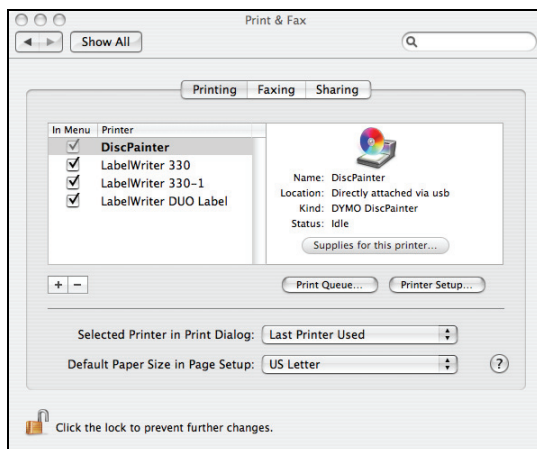 Print & Fax
Show All
Printing Faxing Sharing
In Menu Printer
DiscPainter
LabelWriter 330
LabelWriter 330-1
LabelWriter DUO Label
Name: DiscPainter
Location: Directly attached via usb
Kind: DYMO DiscPainter
Status: Idle
Supplies for this printer...
+ −
Print Queue... Printer Setup...
Selected Printer in Print Dialog: Last Printer Used
Default Paper Size in Page Setup: US Letter ?
Click the lock to prevent further changes.